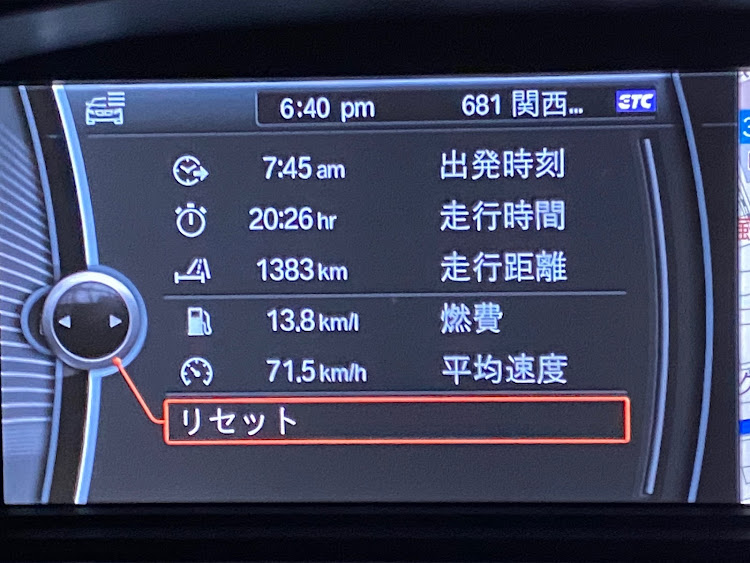 6:40 pm 681 関西... ETC
7:45 am 出発時刻
20:26 hr 走行時間
1383 km 走行距離
13.8 km/l 燃費
71.5 km/h 平均速度
リセット